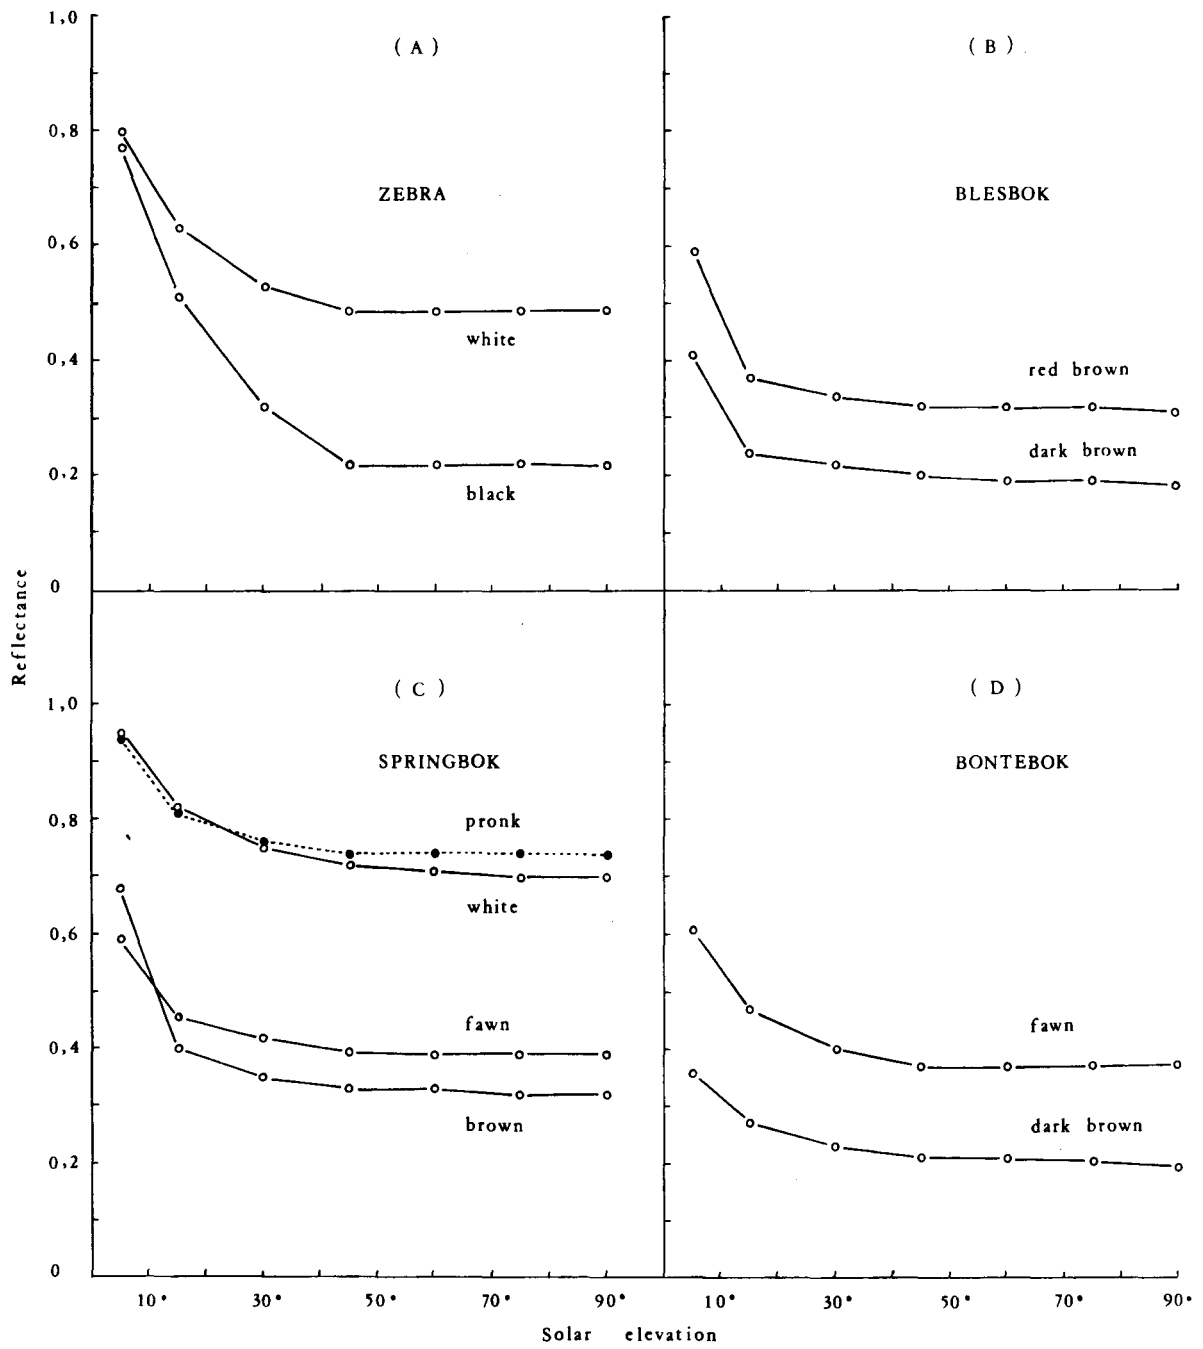 1,0
( A )
( B )
0,8
ZEBRA
BLESBOK
0,6
white
0,4
red brown
dark brown
0,2
black
0
Reflectance
( C )
( D )
1,0
SPRINGBOK
BONTEBOK
pronk
0,8
white
0,6
fawn
fawn
0,4
brown
dark brown
0,2
0
10° 30° 50° 70° 90° 10° 30° 50° 70° 90°
Solar elevation